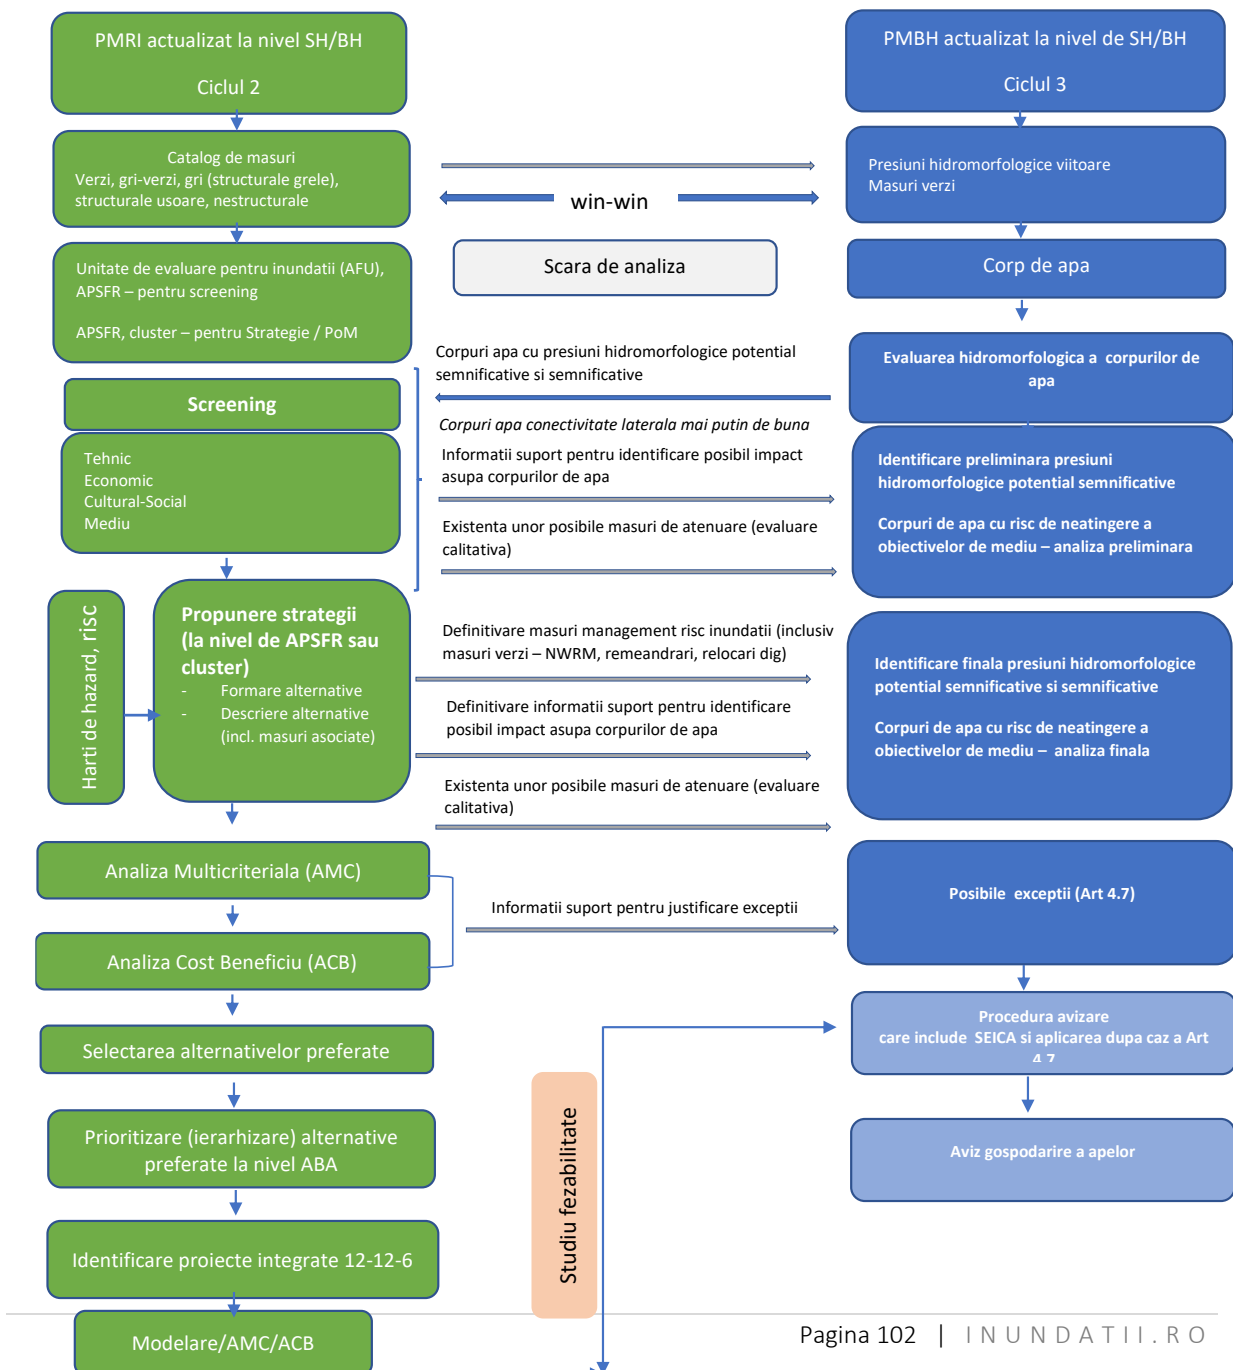 PMRI actualizat la nivel SH/BH
Ciclul 2
PMBH actualizat la nivel de SH/BH
Ciclul 3
Catalog de masuri
Verzi, gri-verzi, gri (structurale grele),
structurale usoare, nestructurale
win-win
Presiuni hidromorfologice viitoare
Masuri verzi
Unitate de evaluare pentru inundatii (AFU),
APSFR – pentru screening
APSFR, cluster – pentru Strategie / PoM
Scara de analiza
Corp de apa
Corpuri apa cu presiuni hidromorfologice potential
semnificative si semnificative
Evaluarea hidromorfologica a corpurilor de
apa
Screening
Corpuri apa conectivitate laterala mai putin de buna
Informatii suport pentru identificare posibil impact
asupa corpurilor de apa
Existenta unor posibile masuri de atenuare (evaluare
calitativa)
Tehnic
Economic
Cultural-Social
Mediu
Identificare preliminara presiuni
hidromorfologice potential semnificative
Corpuri de apa cu risc de neatingere a
obiectivelor de mediu – analiza preliminara
Harti de hazard, risc
Propunere strategii
(la nivel de APSFR sau
cluster)
- Formare alternative
- Descriere alternative
(incl. masuri asociate)
Definitivare masuri management risc inundatii (inclusiv
masuri verzi – NWRM, remeandrari, relocari dig)
Definitivare informatii suport pentru identificare
posibil impact asupa corpurilor de apa
Existenta unor posibile masuri de atenuare (evaluare
calitativa)
Identificare finala presiuni hidromorfologice
potential semnificative si semnificative
Corpuri de apa cu risc de neatingere a
obiectivelor de mediu – analiza finala
Analiza Multicriteriala (AMC)
Informatii suport pentru justificare exceptii
Posibile exceptii (Art 4.7)
Analiza Cost Beneficiu (ACB)
Selectarea alternativelor preferate
Procedura avizare
care include SEICA si aplicarea dupa caz a Art
4.7
Studiu fezabilitate
Prioritizare (ierarhizare) alternative
preferate la nivel ABA
Aviz gospodarire a apelor
Identificare proiecte integrate 12-12-6
Modelare/AMC/ACB
Pagina 102 | INUNDATII.RO